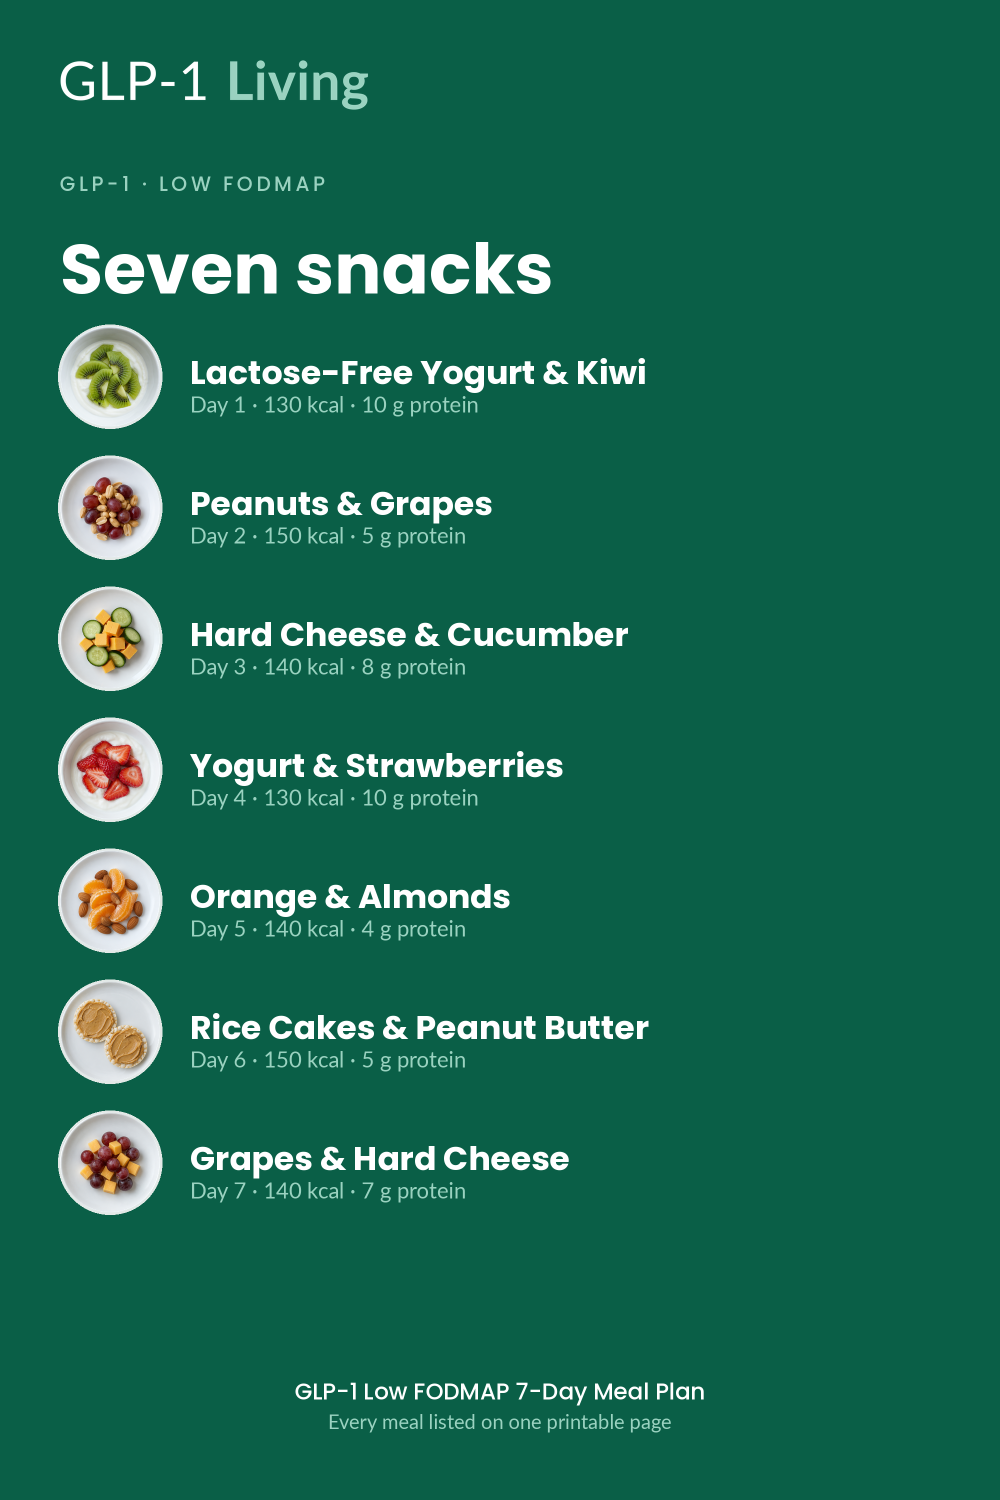 GLP-1 Living
GLP-1 · LOW FODMAP
Seven snacks
Lactose-Free Yogurt & Kiwi
Day 1 · 130 kcal · 10 g protein
Peanuts & Grapes
Day 2 · 150 kcal · 5 g protein
Hard Cheese & Cucumber
Day 3 · 140 kcal · 8 g protein
Yogurt & Strawberries
Day 4 · 130 kcal · 10 g protein
Orange & Almonds
Day 5 · 140 kcal · 4 g protein
Rice Cakes & Peanut Butter
Day 6 · 150 kcal · 5 g protein
Grapes & Hard Cheese
Day 7 · 140 kcal · 7 g protein
GLP-1 Low FODMAP 7-Day Meal Plan
Every meal listed on one printable page